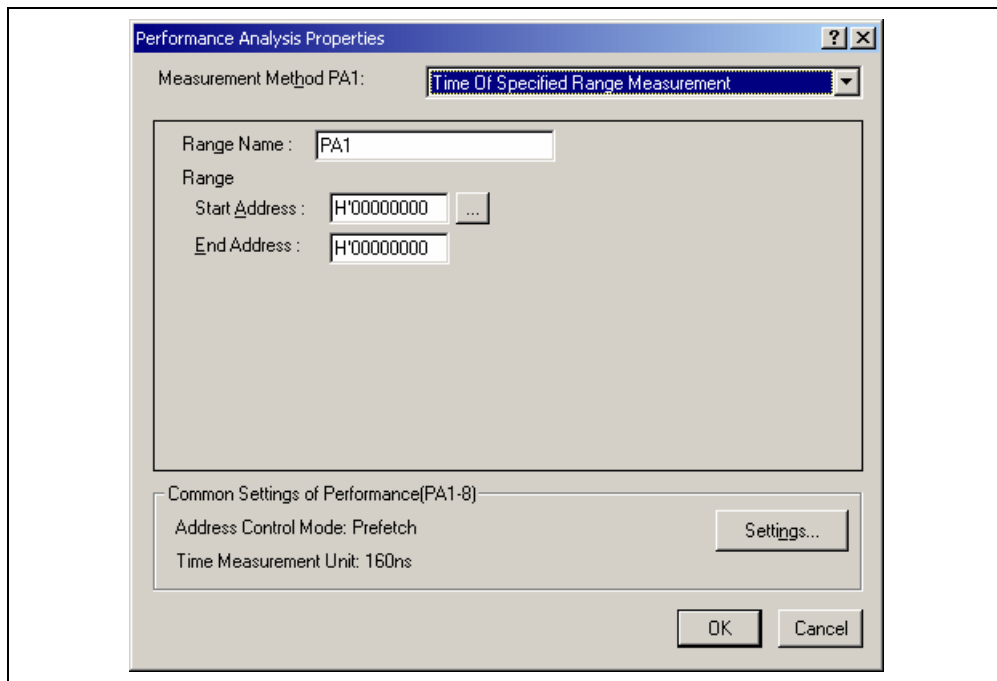 Performance Analysis Properties
Measurement Method PA1: Time Of Specified Range Measurement
Range Name : PA1
Range
Start Address : H'00000000 ...
End Address : H'00000000
Common Settings of Performance(PA1-8)
Address Control Mode: Prefetch
Settings...
Time Measurement Unit: 160ns
OK Cancel